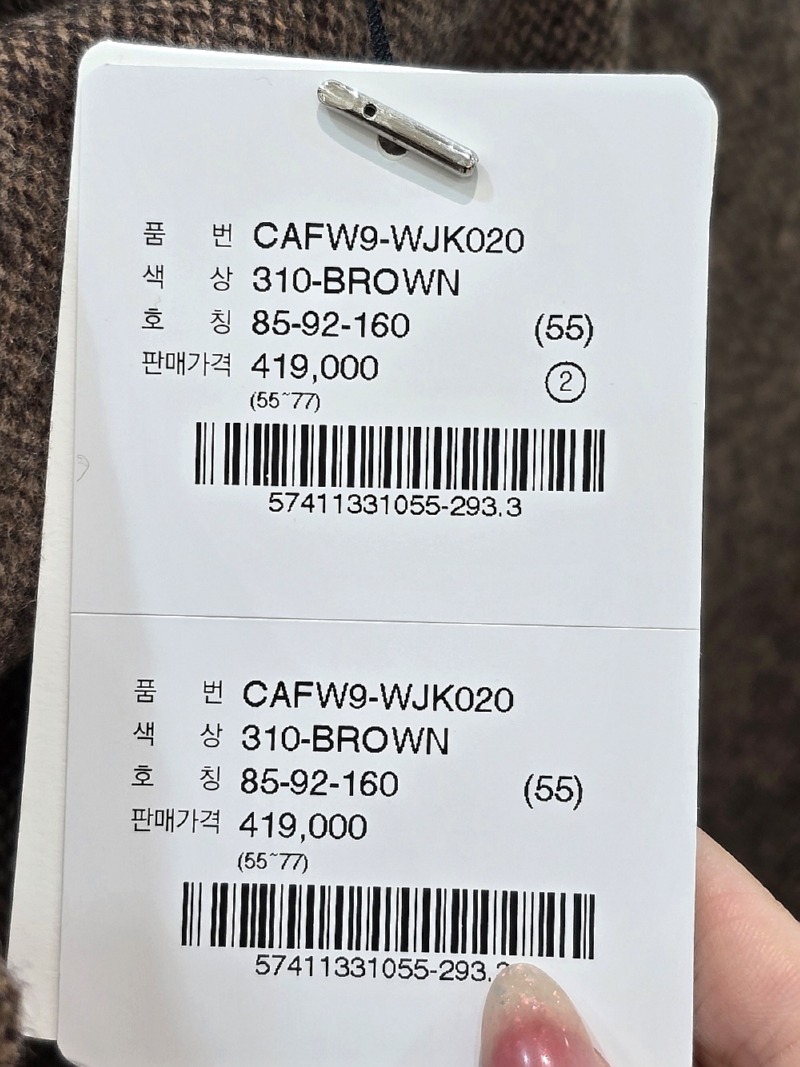 품 번 CAFW9-WJK020
색 상 310-BROWN
호 칭 85-92-160 (55)
판매가격 419,000 ②
(55~77)
57411331055-293.3
품 번 CAFW9-WJK020
색 상 310-BROWN
호 칭 85-92-160 (55)
판매가격 419,000
(55~77)
57411331055-293.